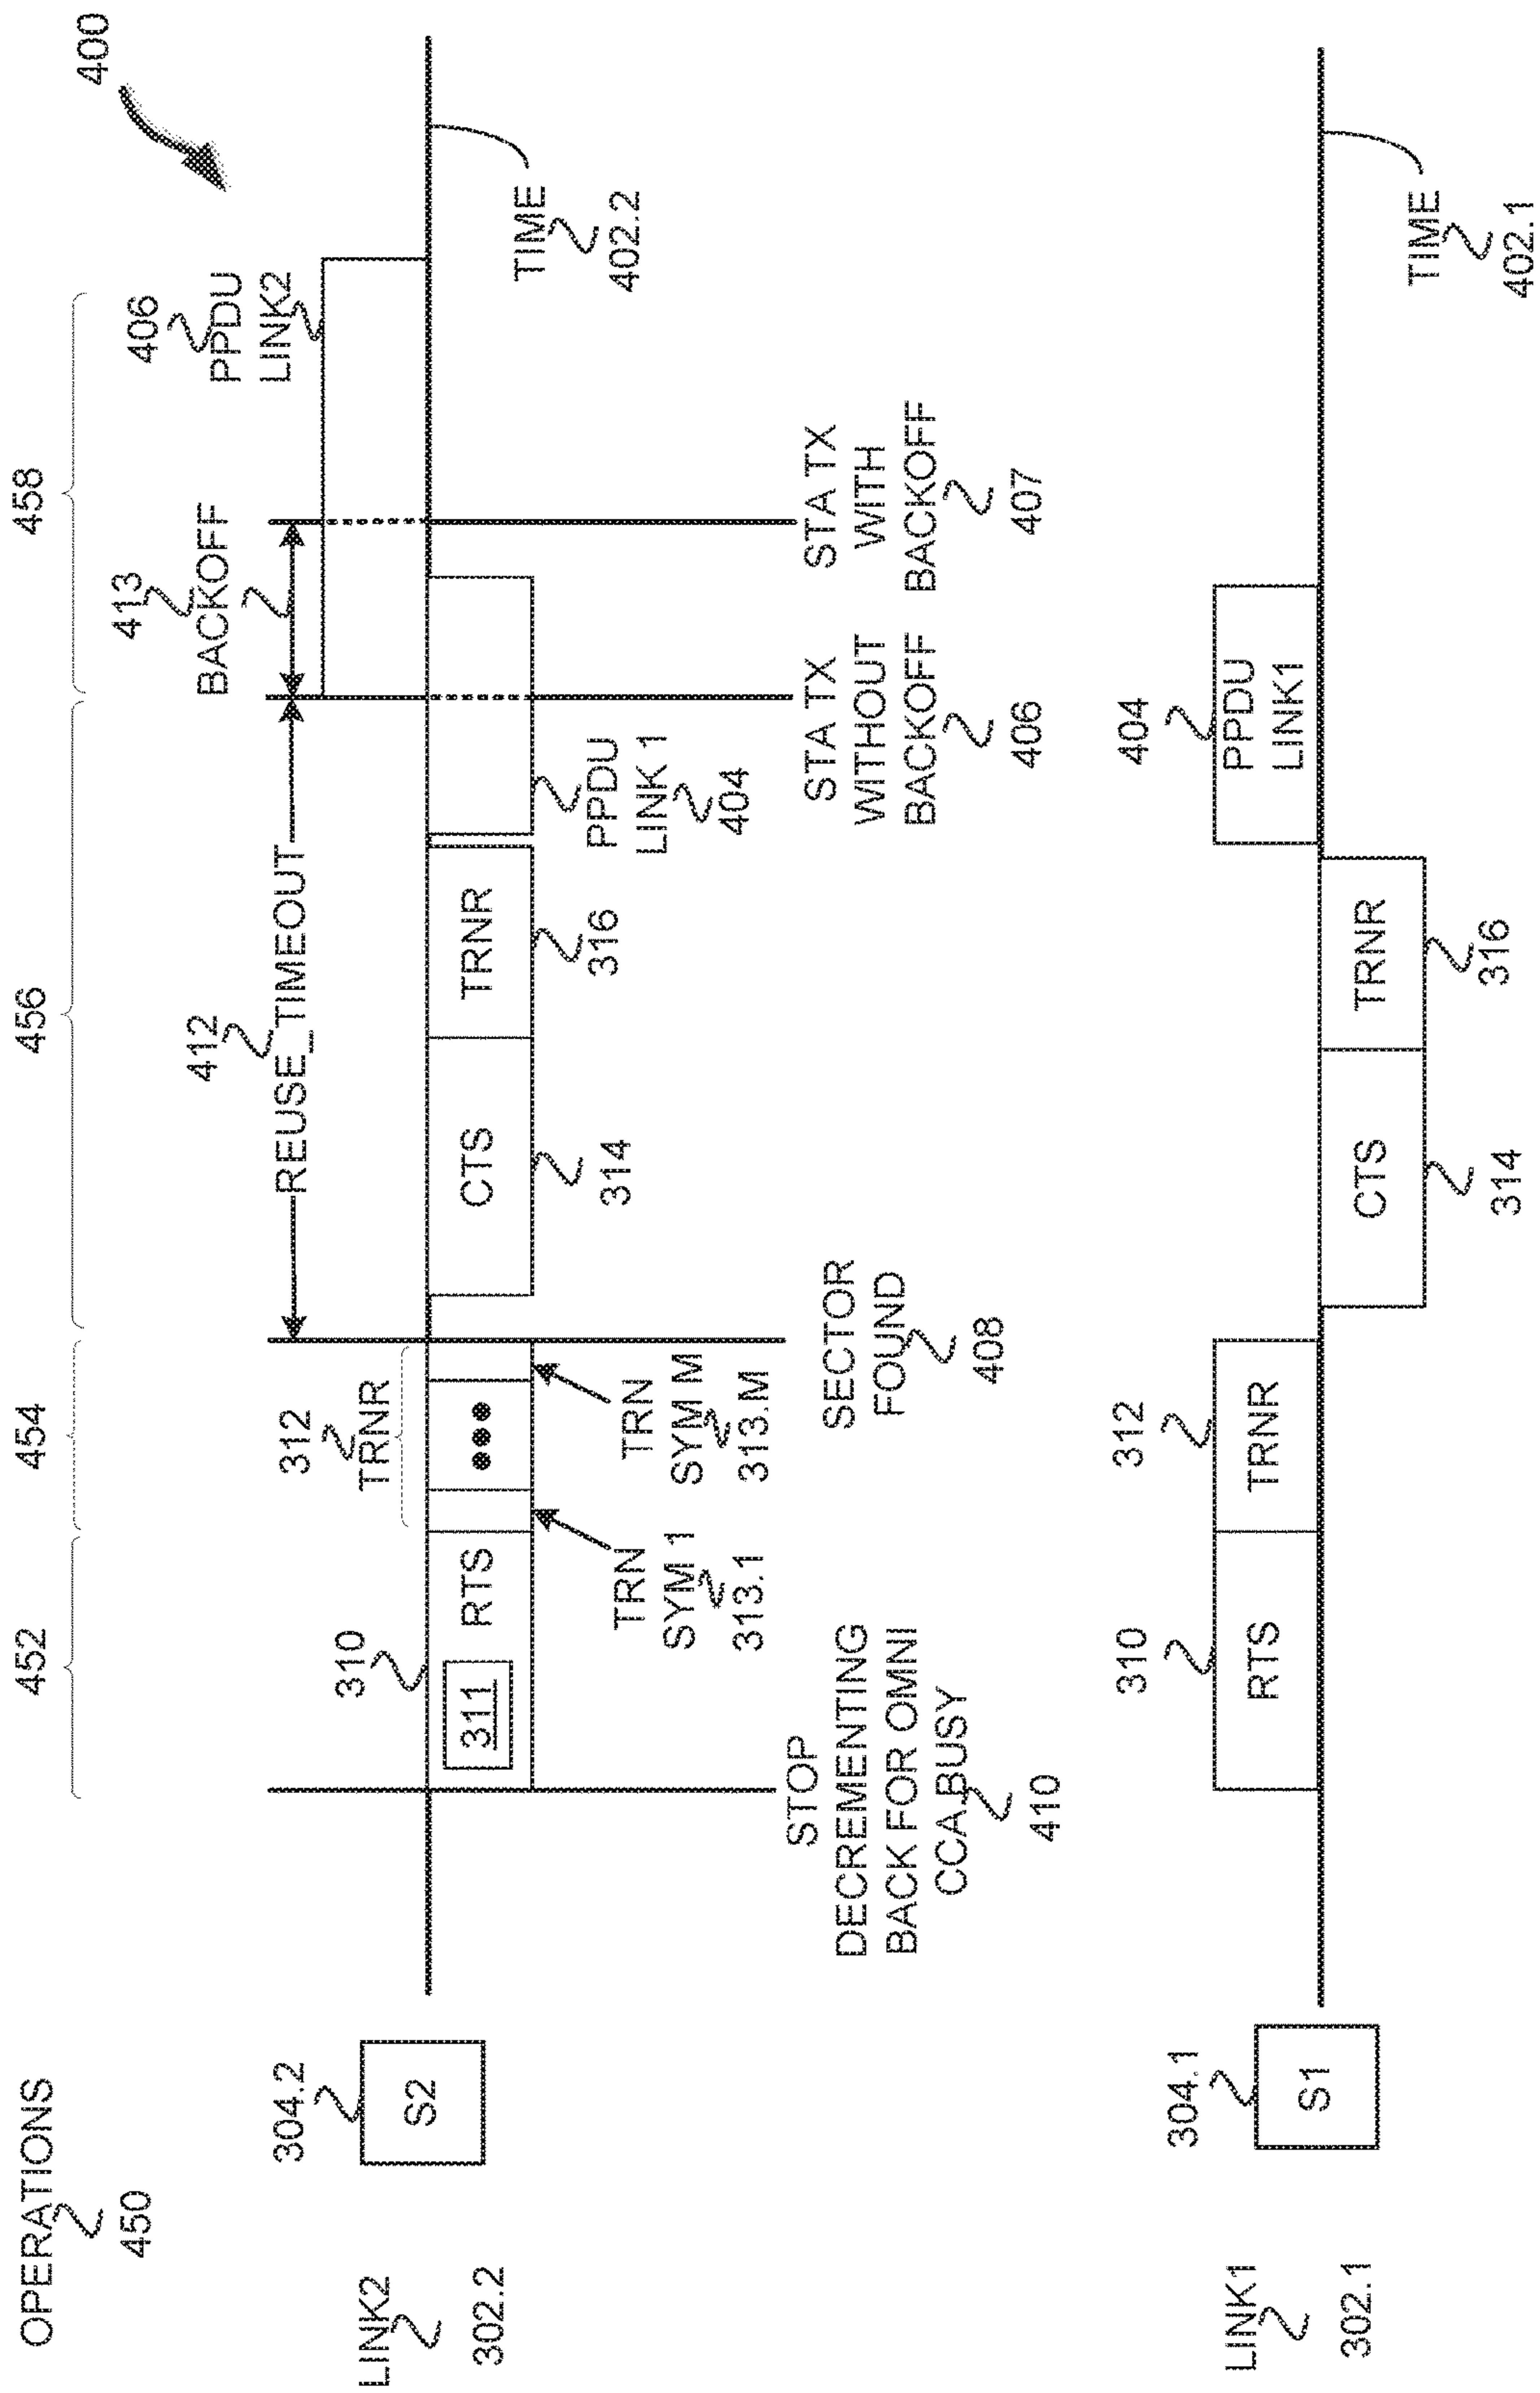 400
OPERATIONS
450
452
454
456
458
LINK2
302.2
304.2
S2
310
311
RTS
312
TRNR
TRN
SYM 1
313.1
TRN
SYM M
313.M
412
REUSE_TIMEOUT
413
BACKOFF
406
PPDU
LINK2
CTS
314
TRNR
316
PPDU
LINK 1
404
TIME
402.2
STOP
DECREMENTING
BACK FOR OMNI
CCA.BUSY
410
SECTOR
FOUND
408
STA TX
WITHOUT
BACKOFF
406
STA TX
WITH
BACKOFF
407
LINK1
302.1
304.1
S1
310
RTS
312
TRNR
CTS
314
TRNR
316
404
PPDU
LINK1
TIME
402.1